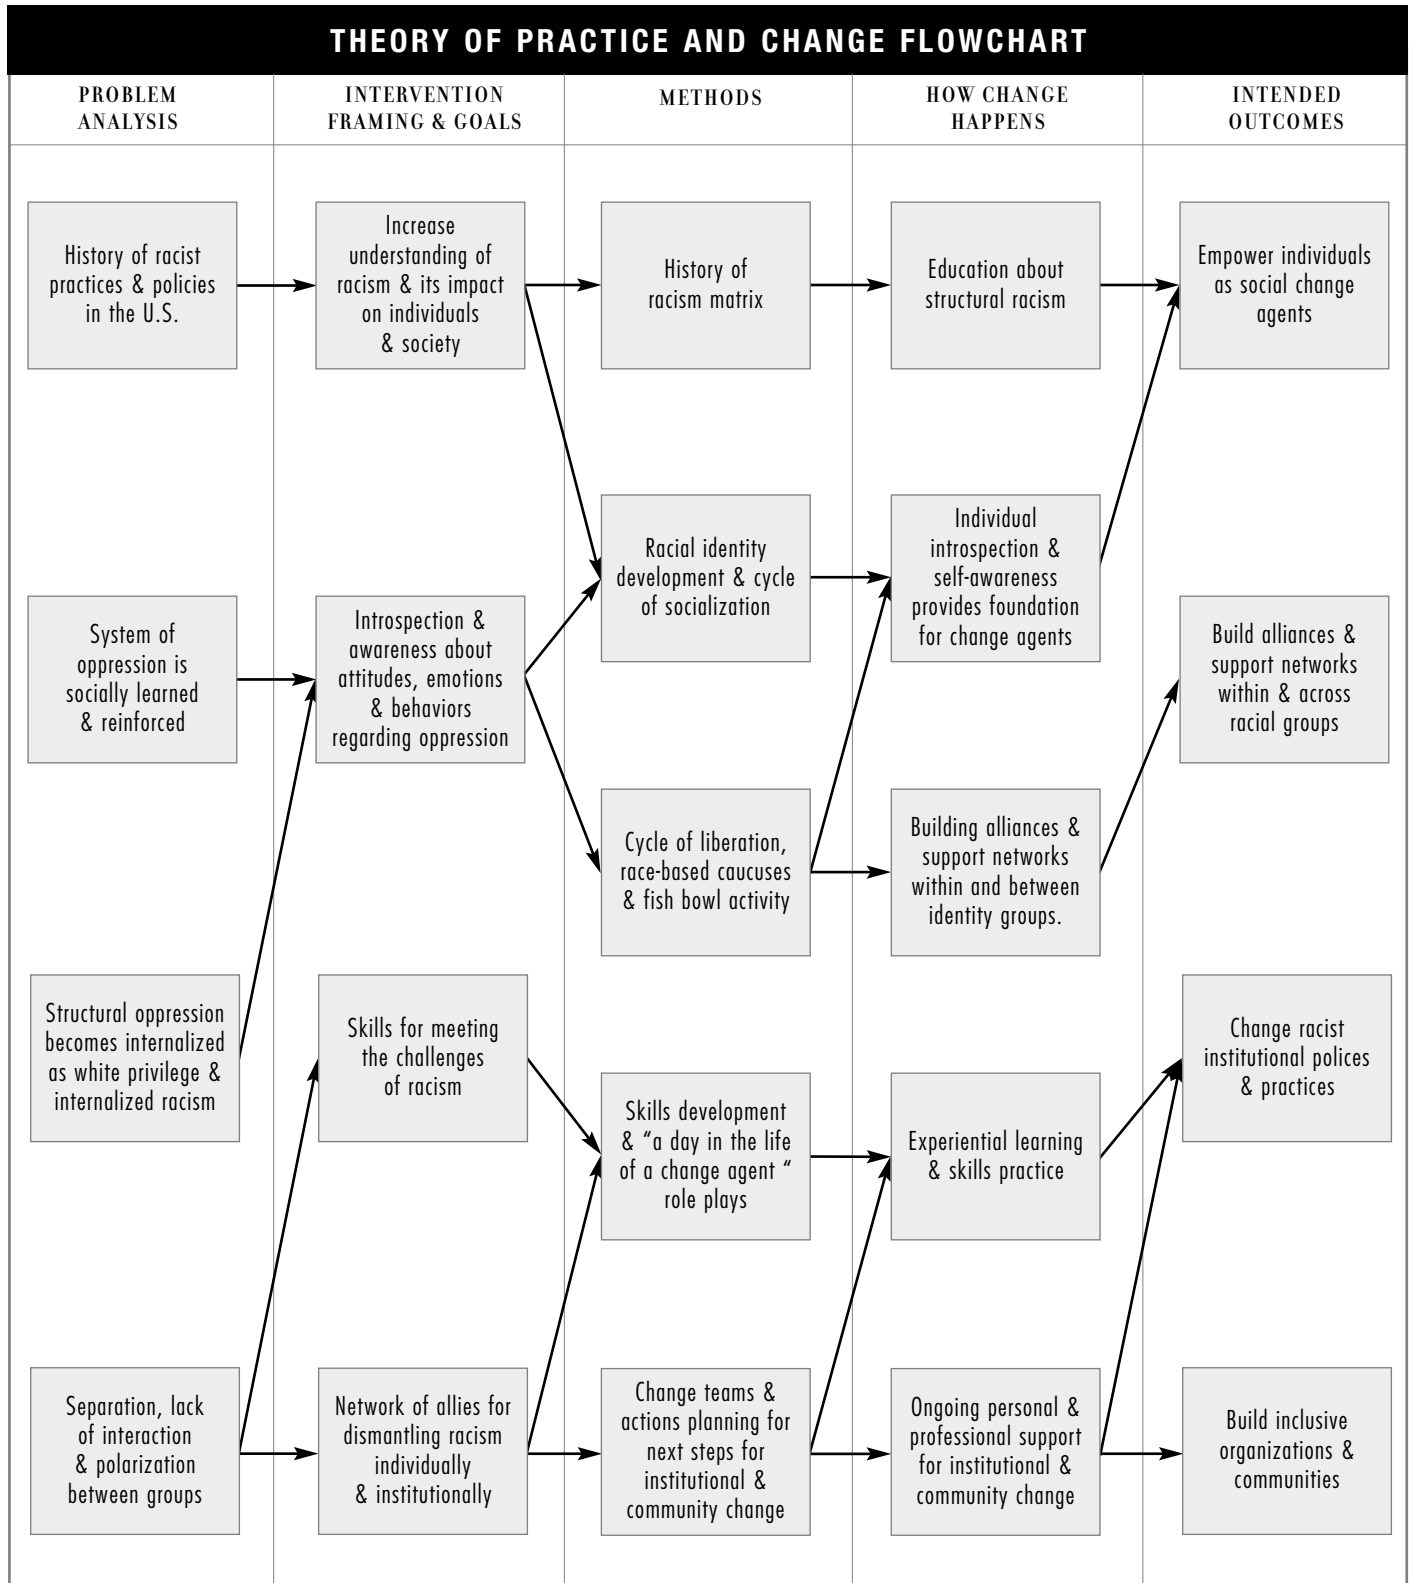 THEORY OF PRACTICE AND CHANGE FLOWCHART
PROBLEM
ANALYSIS
INTERVENTION
FRAMING & GOALS
METHODS
HOW CHANGE
HAPPENS
INTENDED
OUTCOMES
History of racist
practices & policies
in the U.S.
Increase
understanding of
racism & its impact
on individuals
& society
History of
racism matrix
Education about
structural racism
Empower individuals
as social change
agents
System of
oppression is
socially learned
& reinforced
Introspection &
awareness about
attitudes, emotions
& behaviors
regarding oppression
Racial identity
development & cycle
of socialization
Individual
introspection &
self-awareness
provides foundation
for change agents
Build alliances &
support networks
within & across
racial groups
Cycle of liberation,
race-based caucuses
& fish bowl activity
Building alliances &
support networks
within and between
identity groups.
Structural oppression
becomes internalized
as white privilege &
internalized racism
Skills for meeting
the challenges
of racism
Skills development
& “a day in the life
of a change agent “
role plays
Experiential learning
& skills practice
Change racist
institutional polices
& practices
Separation, lack
of interaction
& polarization
between groups
Network of allies for
dismantling racism
individually
& institutionally
Change teams &
actions planning for
next steps for
institutional &
community change
Ongoing personal &
professional support
for institutional &
community change
Build inclusive
organizations &
communities